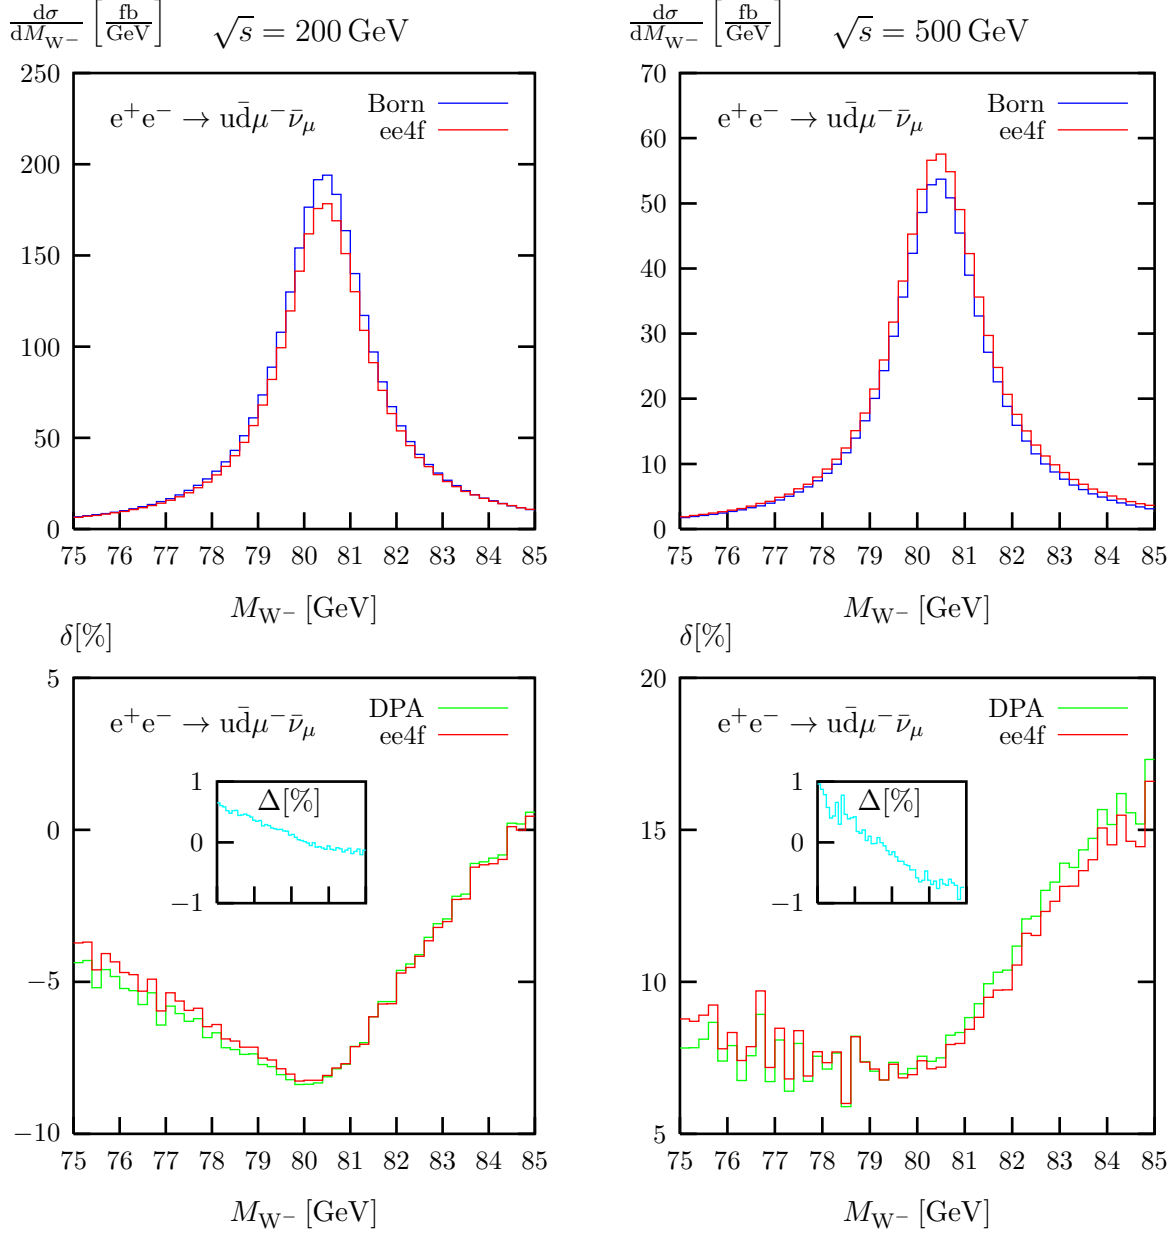 dσ/dM_W− [fb/GeV] √s = 200 GeV
e⁺e⁻ → ud̄μ⁻ν̄_μ
Born
ee4f
250
200
150
100
50
0
75 76 77 78 79 80 81 82 83 84 85
M_W− [GeV]
dσ/dM_W− [fb/GeV] √s = 500 GeV
e⁺e⁻ → ud̄μ⁻ν̄_μ
Born
ee4f
70
60
50
40
30
20
10
0
75 76 77 78 79 80 81 82 83 84 85
M_W− [GeV]
δ[%]
e⁺e⁻ → ud̄μ⁻ν̄_μ
DPA
ee4f
5
0
−5
−10
Δ[%]
1
0
−1
75 76 77 78 79 80 81 82 83 84 85
M_W− [GeV]
δ[%]
e⁺e⁻ → ud̄μ⁻ν̄_μ
DPA
ee4f
20
15
10
5
Δ[%]
1
0
−1
75 76 77 78 79 80 81 82 83 84 85
M_W− [GeV]